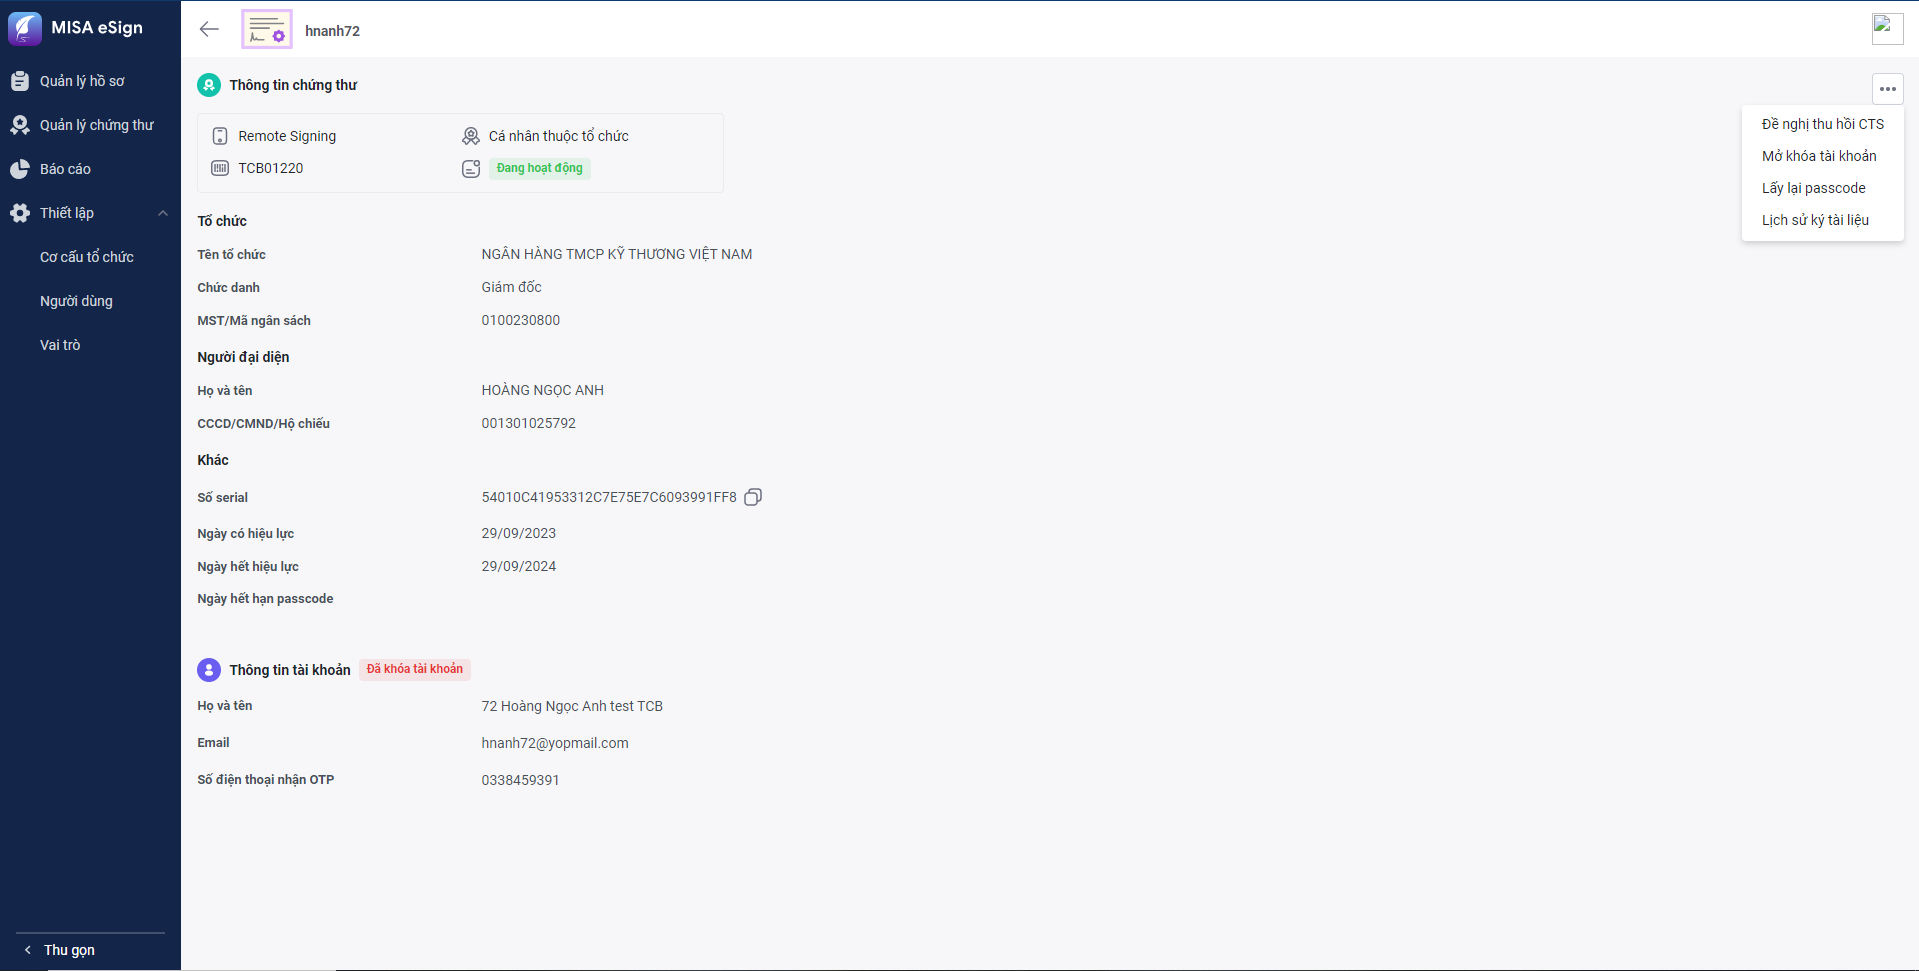 MISA eSign
Quản lý hồ sơ
Quản lý chứng thư
Báo cáo
Thiết lập
Cơ cấu tổ chức
Người dùng
Vai trò
Thu gọn
hnanh72
Thông tin chứng thư
Remote Signing
Cá nhân thuộc tổ chức
TCB01220
Đang hoạt động
Đề nghị thu hồi CTS
Mở khóa tài khoản
Lấy lại passcode
Lịch sử ký tài liệu
Tổ chức
Tên tổ chức NGÂN HÀNG TMCP KỸ THƯƠNG VIỆT NAM
Chức danh Giám đốc
MST/Mã ngân sách 0100230800
Người đại diện
Họ và tên HOÀNG NGỌC ANH
CCCD/CMND/Hộ chiếu 001301025792
Khác
Số serial 54010C41953312C7E75E7C6093991FF8
Ngày có hiệu lực 29/09/2023
Ngày hết hiệu lực 29/09/2024
Ngày hết hạn passcode
Thông tin tài khoản Đã khóa tài khoản
Họ và tên 72 Hoàng Ngọc Anh test TCB
Email hnanh72@yopmail.com
Số điện thoại nhận OTP 0338459391